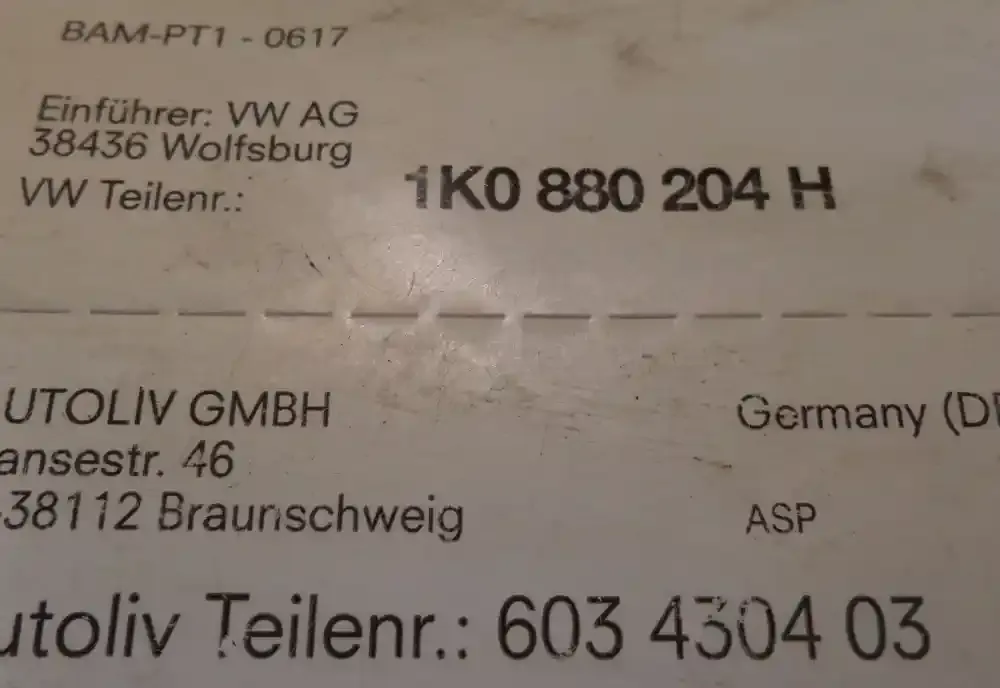 BAM-PT1 - 0617
Einführer: VW AG
38436 Wolfsburg
VW Teilenr.: 1K0 880 204 H
UTOLIV GMBH Germany (D
ansestr. 46
-38112 Braunschweig ASP
utoliv Teilenr.: 603 4304 03